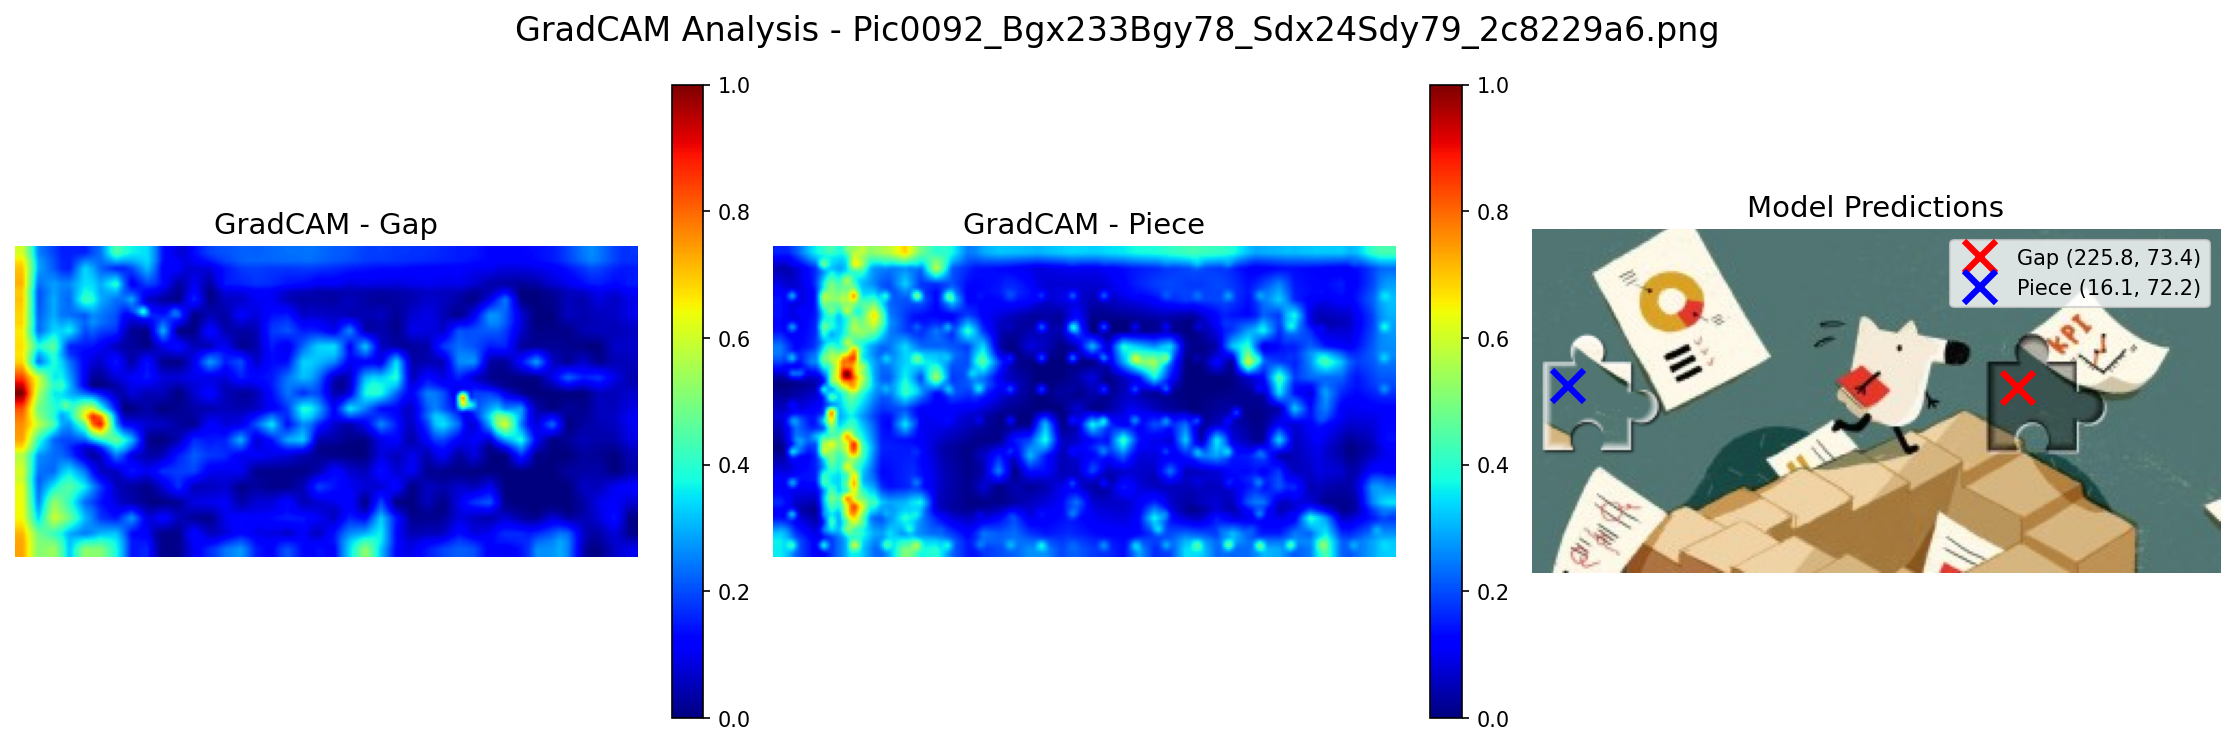 GradCAM Analysis - Pic0092_Bgx233Bgy78_Sdx24Sdy79_2c8229a6.png
GradCAM - Gap
1.0
0.8
0.6
0.4
0.2
0.0
GradCAM - Piece
1.0
0.8
0.6
0.4
0.2
0.0
Model Predictions
Gap (225.8, 73.4)
Piece (16.1, 72.2)
KPI